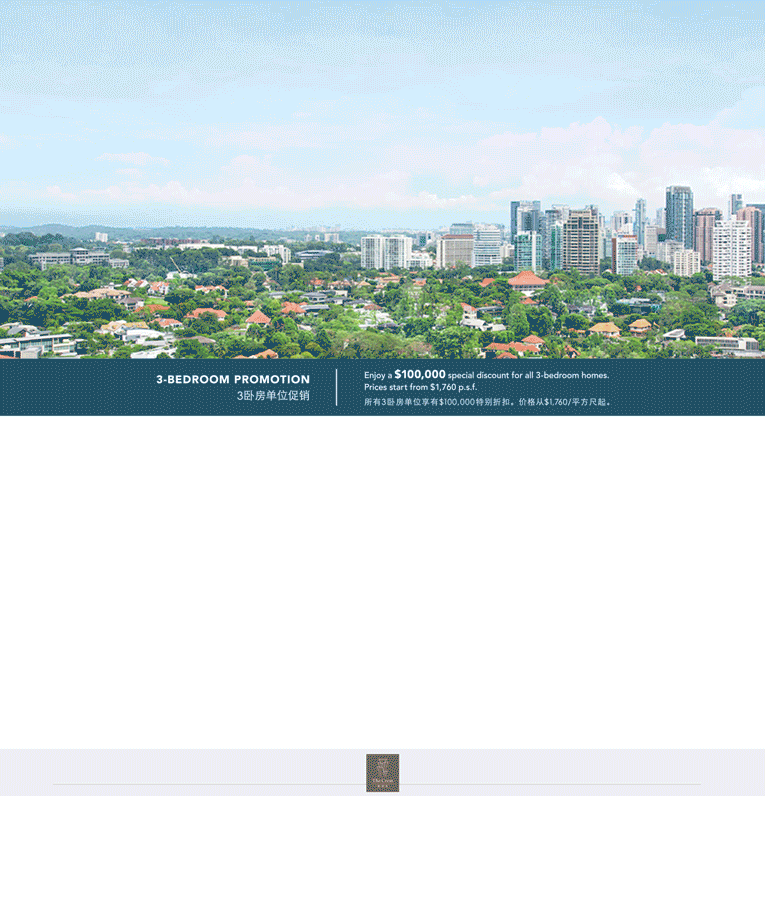 3-BEDROOM PROMOTION
3卧房单位促销
Enjoy a $100,000 special discount for all 3-bedroom homes.
Prices start from $1,760 p.s.f.
所有3卧房单位享有$100,000特别折扣。价格从$1,760/平方尺起。